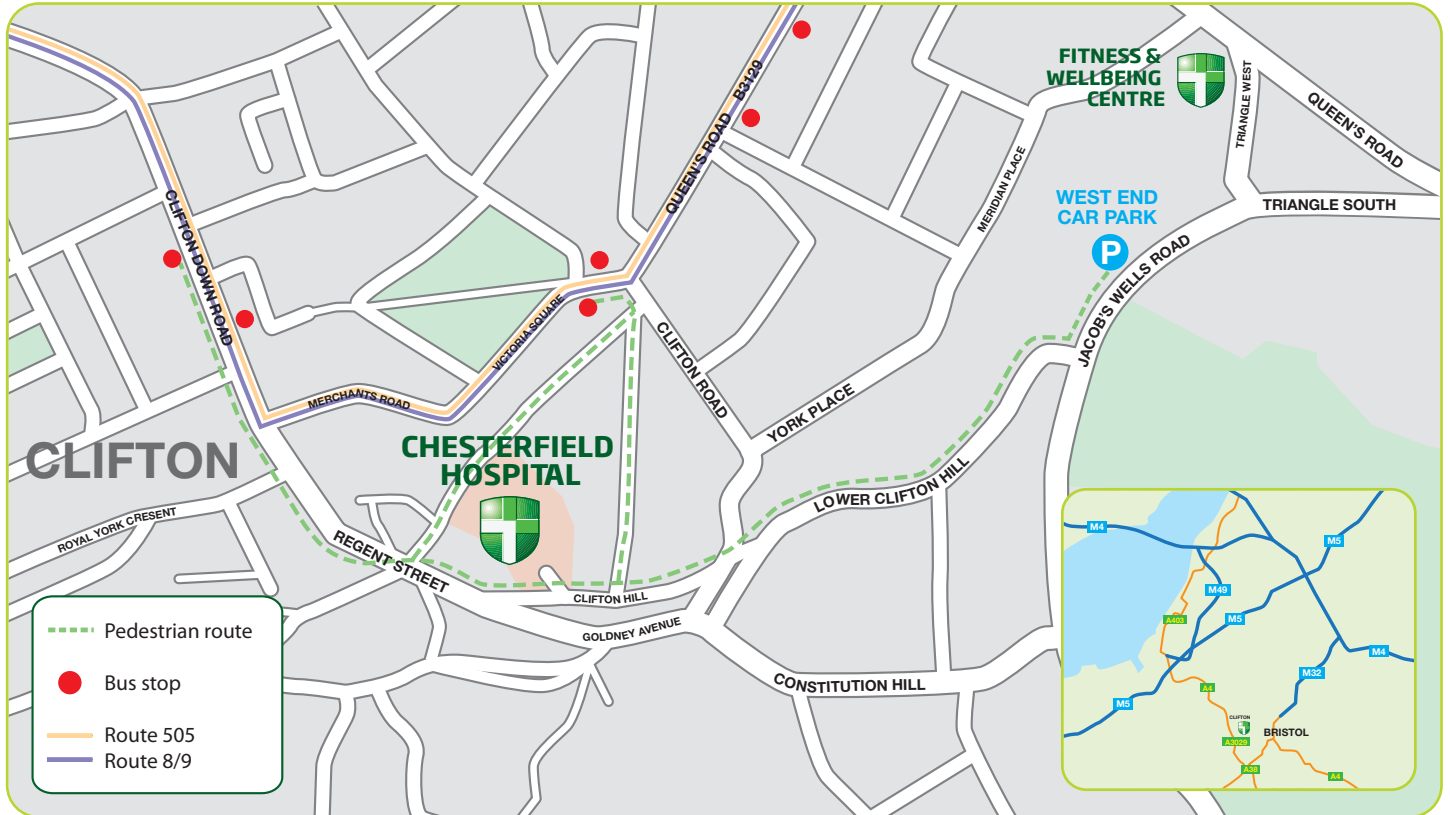 FITNESS &
WELLBEING
CENTRE
QUEEN'S ROAD B3129
TRIANGLE WEST
QUEEN'S ROAD
MERIDIAN PLACE
WEST END
CAR PARK
P
TRIANGLE SOUTH
CLIFTON DOWN ROAD
JACOB'S WELLS ROAD
VICTORIA SQUARE
CLIFTON ROAD
MERCHANTS ROAD
YORK PLACE
CLIFTON
CHESTERFIELD
HOSPITAL
LOWER CLIFTON HILL
ROYAL YORK CRESENT
REGENT STREET
CLIFTON HILL
GOLDNEY AVENUE
CONSTITUTION HILL
Pedestrian route
Bus stop
Route 505
Route 8/9
M4
M5
M49
A403
M5
M4
M32
A4
M5
CLIFTON
BRISTOL
A3029
A38
A4